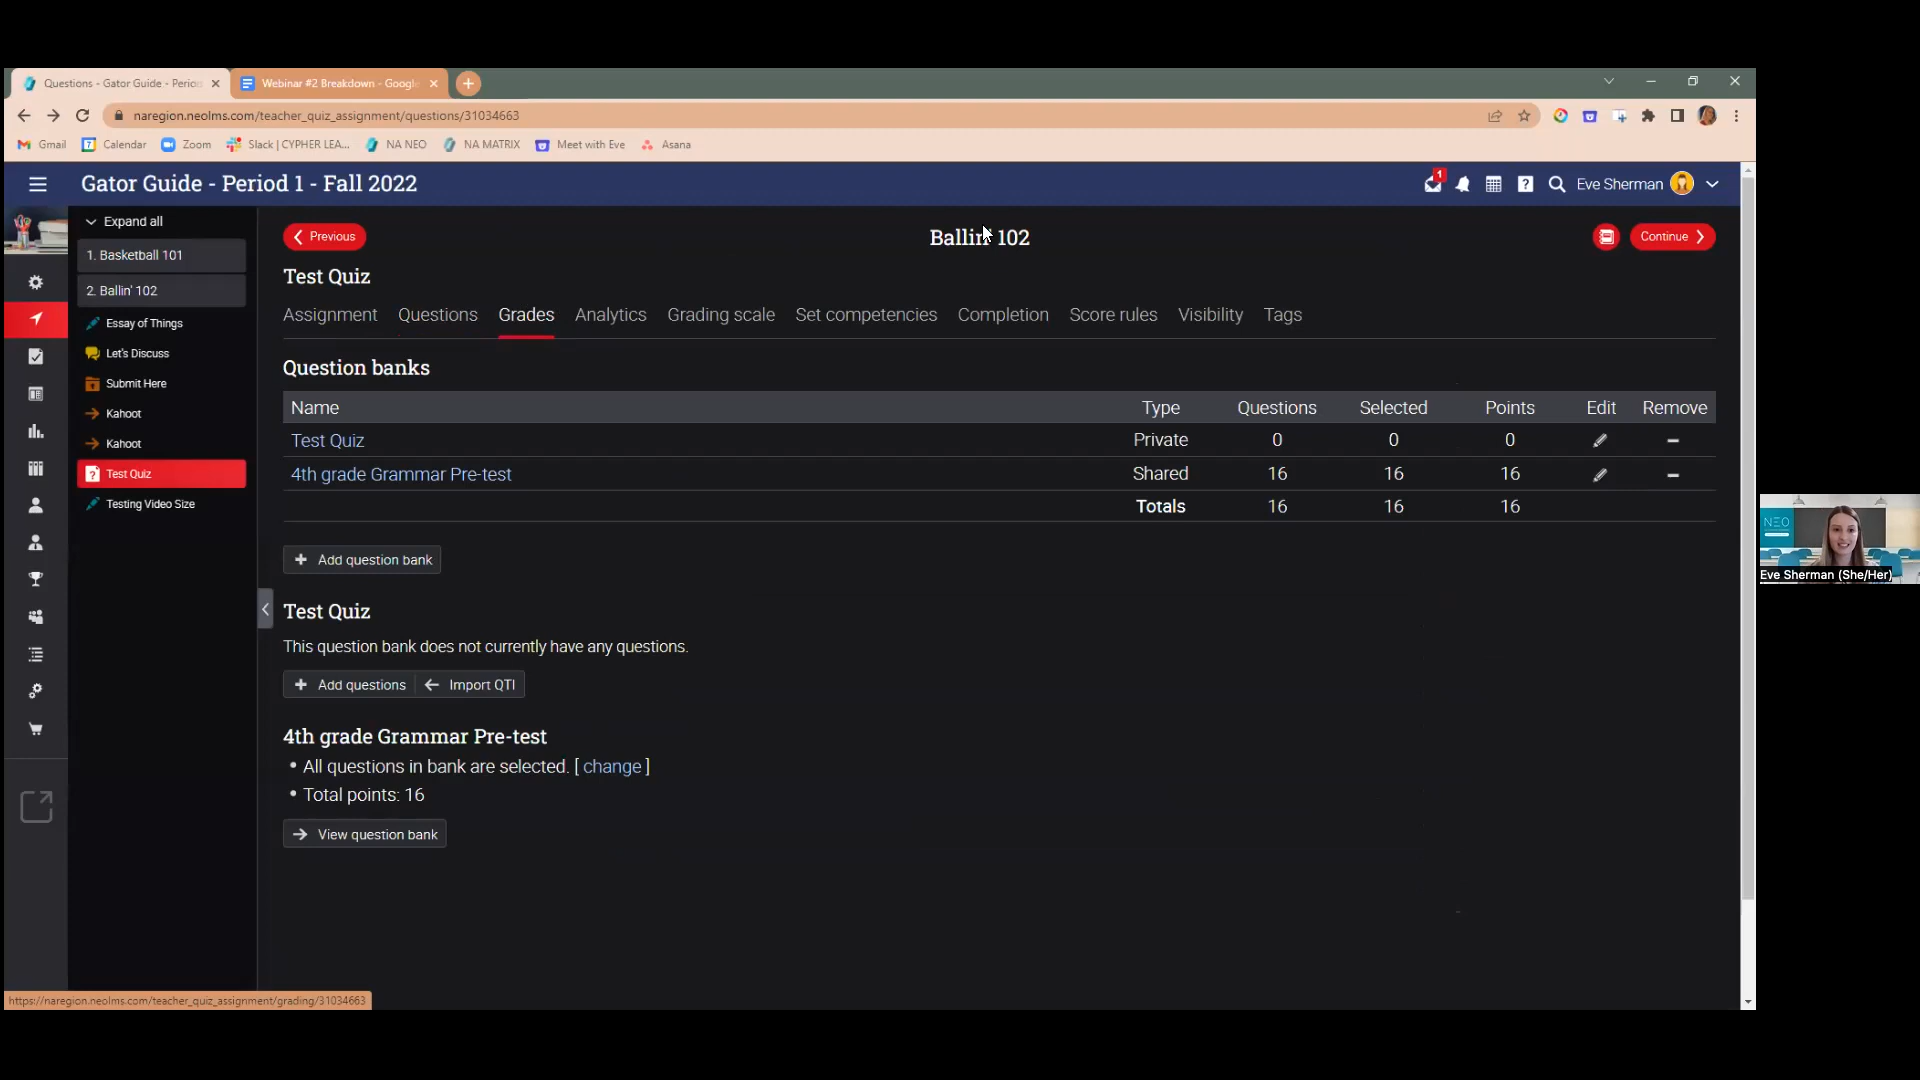 Questions - Gator Guide - Perio
Webinar #2 Breakdown - Google
naregion.neolms.com/teacher_quiz_assignment/questions/31034663
Gmail
Calendar
Zoom
Slack | CYPHER LEA...
NA NEO
NA MATRIX
Meet with Eve
Asana
Gator Guide - Period 1 - Fall 2022
1
Eve Sherman
Expand all
1. Basketball 101
2. Ballin' 102
Essay of Things
Let's Discuss
Submit Here
Kahoot
Kahoot
Test Quiz
Testing Video Size
Previous
Ballin' 102
Continue
Test Quiz
Assignment Questions Grades Analytics Grading scale Set competencies Completion Score rules Visibility Tags
Question banks
Name Type Questions Selected Points Edit Remove
Test Quiz Private 0 0 0
4th grade Grammar Pre-test Shared 16 16 16
Totals 16 16 16
+ Add question bank
Test Quiz
This question bank does not currently have any questions.
+ Add questions
Import QTI
4th grade Grammar Pre-test
• All questions in bank are selected. [ change ]
• Total points: 16
View question bank
https://naregion.neolms.com/teacher_quiz_assignment/grading/31034663
NEO
Eve Sherman (She/Her)